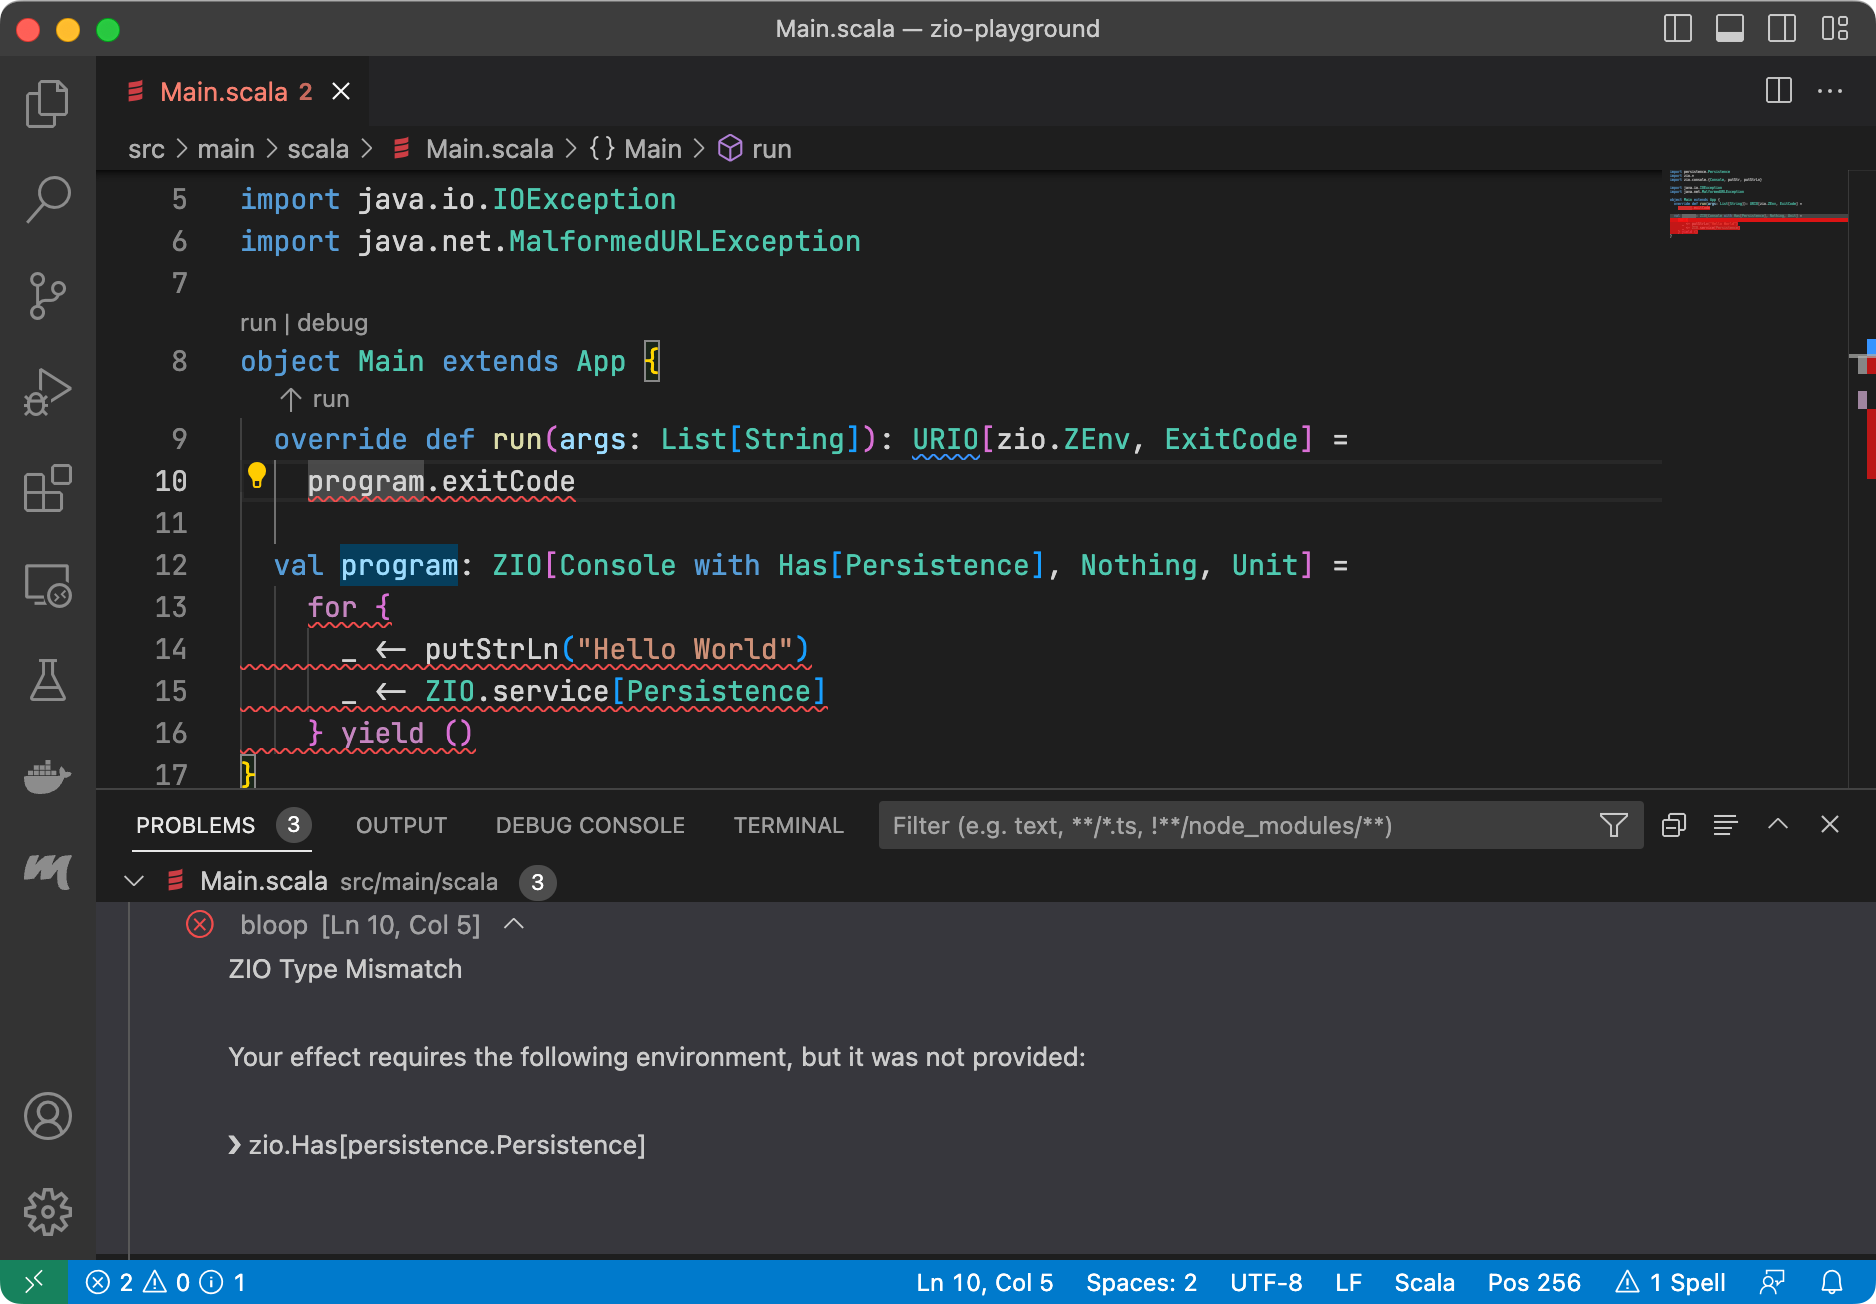 Main.scala — zio-playground
Main.scala 2
src > main > scala > Main.scala > {} Main > run
5 import java.io.IOException
6 import java.net.MalformedURLException
7
run | debug
8 object Main extends App {
↑ run
9 override def run(args: List[String]): URIO[zio.ZEnv, ExitCode] =
10 program.exitCode
11
12 val program: ZIO[Console with Has[Persistence], Nothing, Unit] =
13 for {
14 _ <- putStrLn("Hello World")
15 _ <- ZIO.service[Persistence]
16 } yield ()
17 }
PROBLEMS 3 OUTPUT DEBUG CONSOLE TERMINAL Filter (e.g. text, **/*.ts, !**/node_modules/**)
Main.scala src/main/scala 3
bloop [Ln 10, Col 5]
ZIO Type Mismatch
Your effect requires the following environment, but it was not provided:
❯ zio.Has[persistence.Persistence]
2 0 1 Ln 10, Col 5 Spaces: 2 UTF-8 LF Scala Pos 256 1 Spell